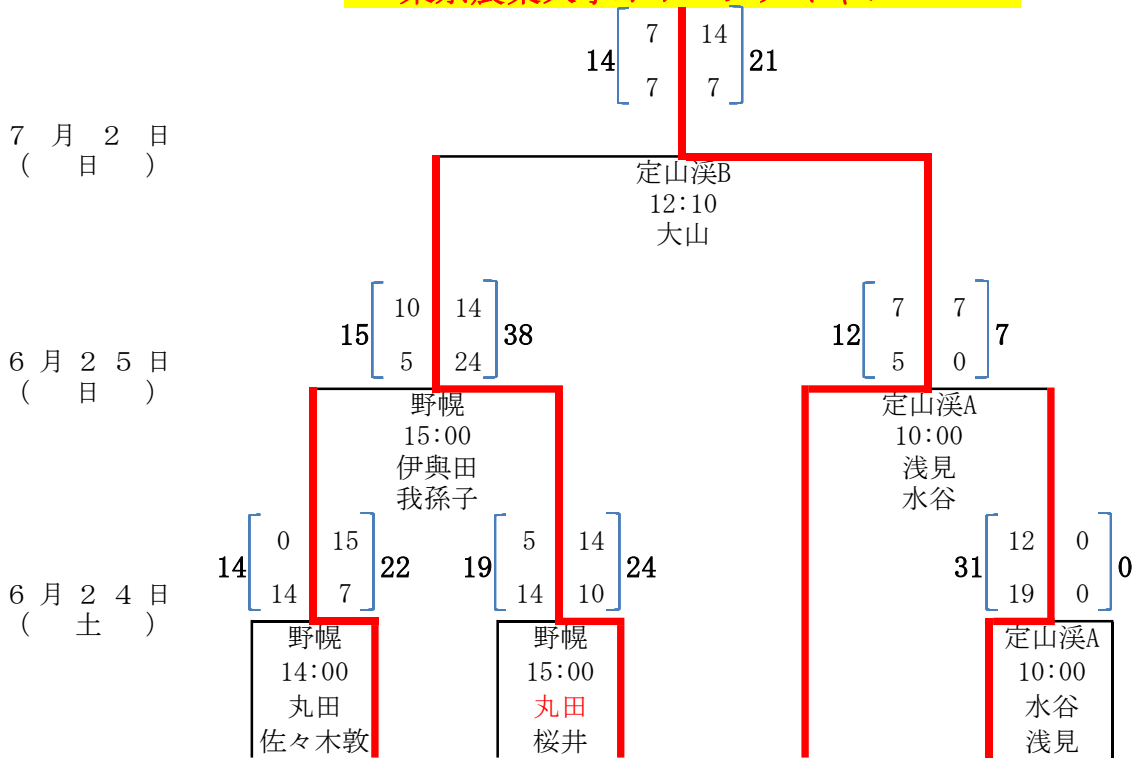 7 14
14 21
7 7
7 月 2 日
( 日 )
定山渓B
12:10
大山
10 14
15 38
5 24
7 7
12 7
5 0
6 月 2 5 日
( 日 )
野幌
15:00
伊與田
我孫子
定山渓A
10:00
浅見
水谷
0 15
14 22
14 7
5 14
19 24
14 10
12 0
31 0
19 0
6 月 2 4 日
( 土 )
野幌
14:00
丸田
佐々木敦
野幌
15:00
丸田
桜井
定山渓A
10:00
水谷
浅見